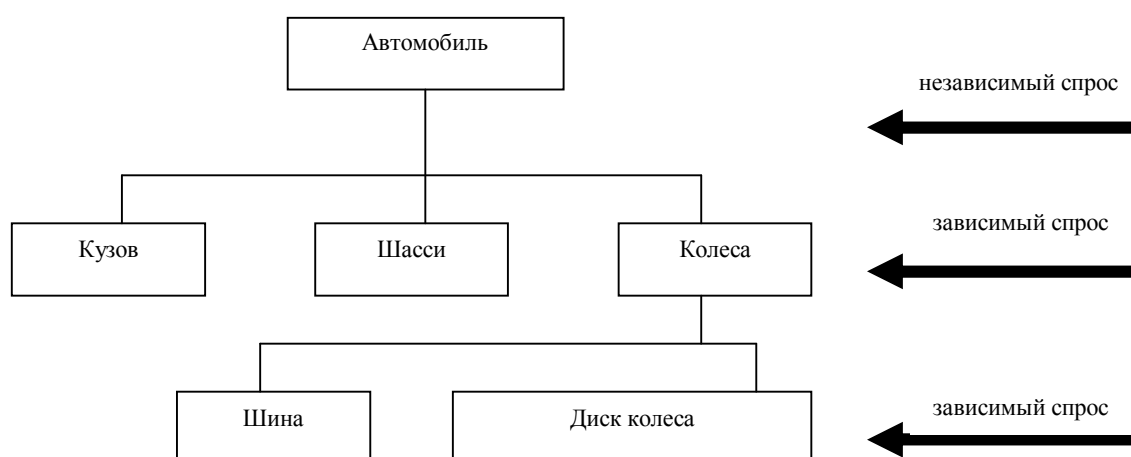 Автомобиль
независимый спрос
Кузов
Шасси
Колеса
зависимый спрос
Шина
Диск колеса
зависимый спрос